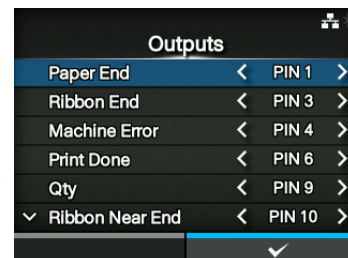 Outputs
Paper End < PIN 1 >
Ribbon End < PIN 3 >
Machine Error < PIN 4 >
Print Done < PIN 6 >
Qty < PIN 9 >
Ribbon Near End < PIN 10 >